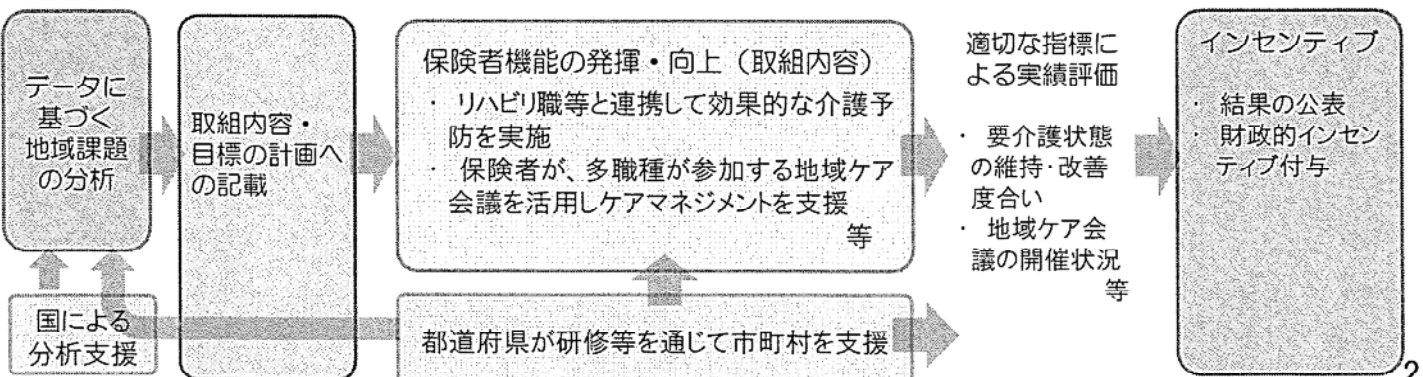 データに
基づく
地域課題
の分析
国による
分析支援
取組内容・
目標の計画へ
の記載
保険者機能の発揮・向上（取組内容）
・ リハビリ職等と連携して効果的な介護予
防を実施
・ 保険者が、多職種が参加する地域ケア
会議を活用しケアマネジメントを支援
等
都道府県が研修等を通じて市町村を支援
適切な指標に
よる実績評価
・ 要介護状態
の維持・改善
度合い
・ 地域ケア会
議の開催状況
等
インセンティブ
・ 結果の公表
・ 財政的インセン
ティブ付与
2